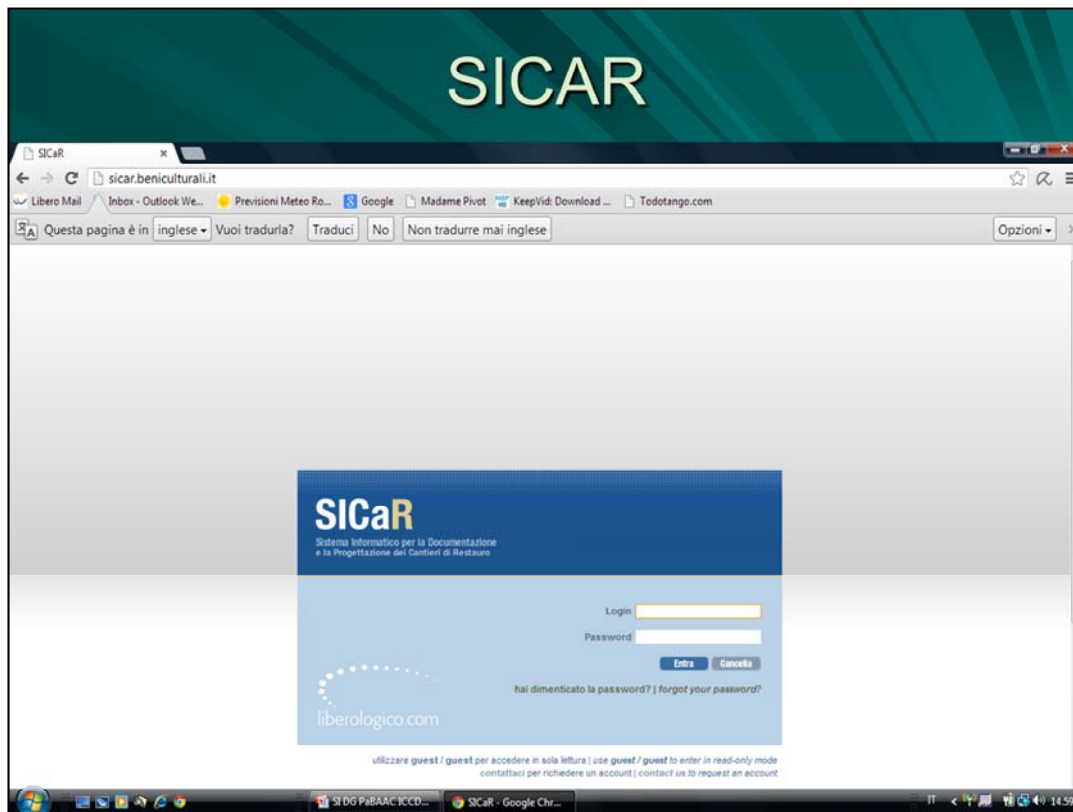 SICAR
SICaR
sicar.beniculturali.it
Libero Mail Inbox - Outlook We... Previsioni Meteo Ro... Google Madame Pivot KeepVid: Download ... Todotango.com
Questa pagina è in inglese Vuoi tradurla? Traduci No Non tradurre mai inglese Opzioni
SICaR
Sistema Informatico per la Documentazione
e la Progettazione dei Cantieri di Restauro
Login
Password
Entra Cancella
hai dimenticato la password? | forgot your password?
liberologico.com
utilizzare guest / guest per accedere in sola lettura | use guest / guest to enter in read-only mode
contattaci per richiedere un account | contact us to request an account
SI DG PaBAAC ICCD... SICaR - Google Chr... IT 14.59